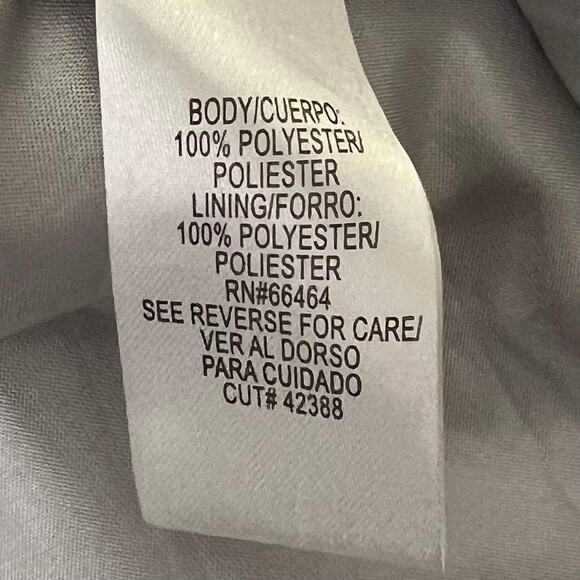 BODY/CUERPO:
100% POLYESTER/
POLIESTER
LINING/FORRO:
100% POLYESTER/
POLIESTER
RN#66464
SEE REVERSE FOR CARE/
VER AL DORSO
PARA CUIDADO
CUT# 42388